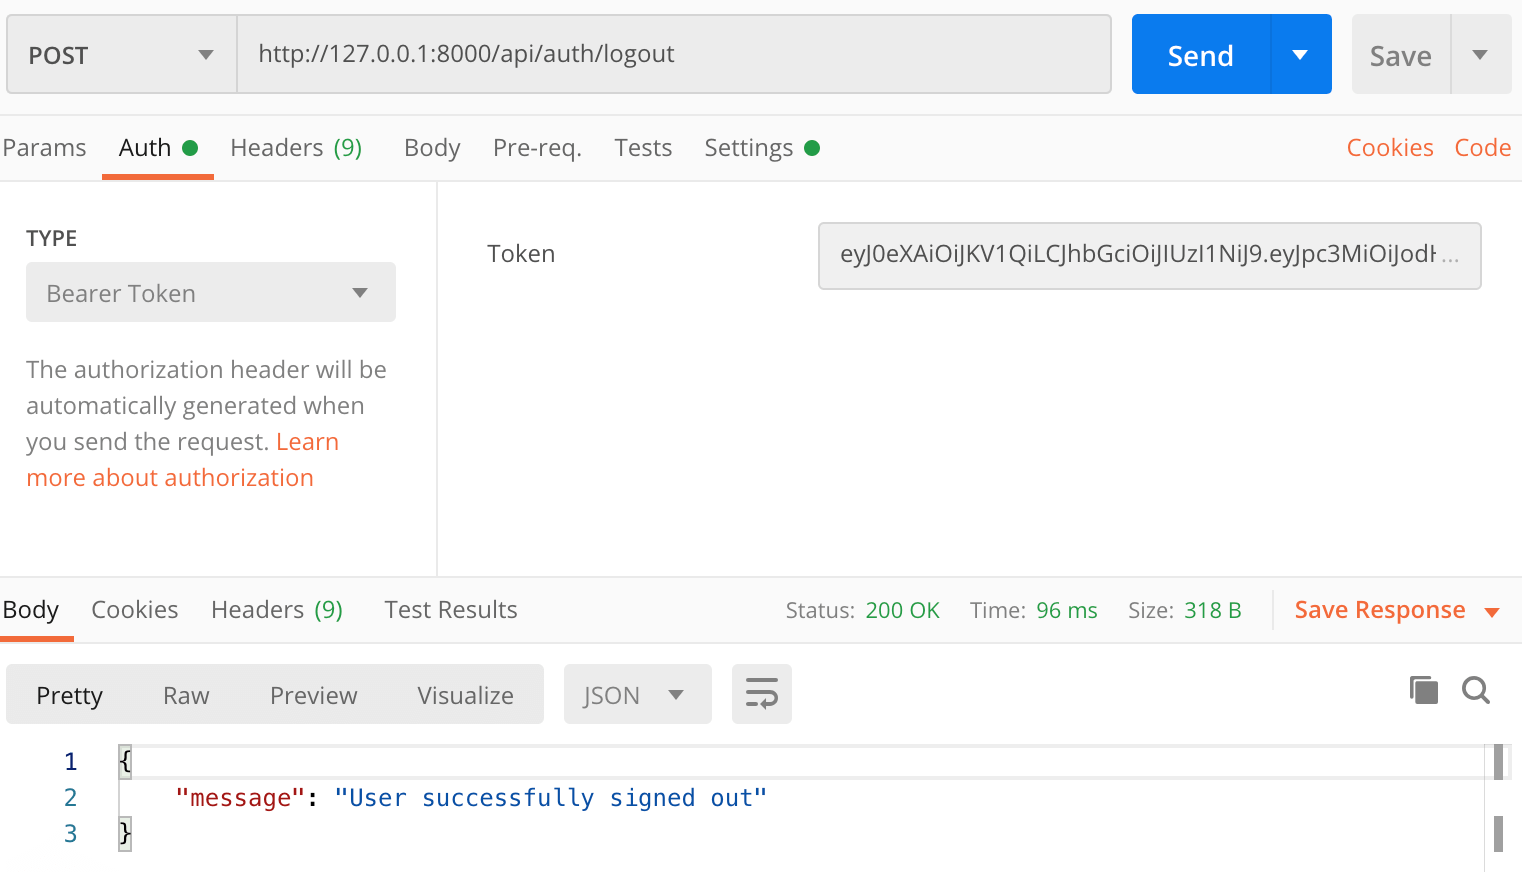 POST http://127.0.0.1:8000/api/auth/logout Send Save
Params Auth Headers (9) Body Pre-req. Tests Settings Cookies Code
TYPE
Bearer Token
The authorization header will be
automatically generated when
you send the request. Learn
more about authorization
Token eyJ0eXAiOiJKV1QiLCJhbGciOiJIUzI1NiJ9.eyJpc3MiOiJodH...
Body Cookies Headers (9) Test Results Status: 200 OK Time: 96 ms Size: 318 B Save Response
Pretty Raw Preview Visualize JSON
1 {
2 "message": "User successfully signed out"
3 }